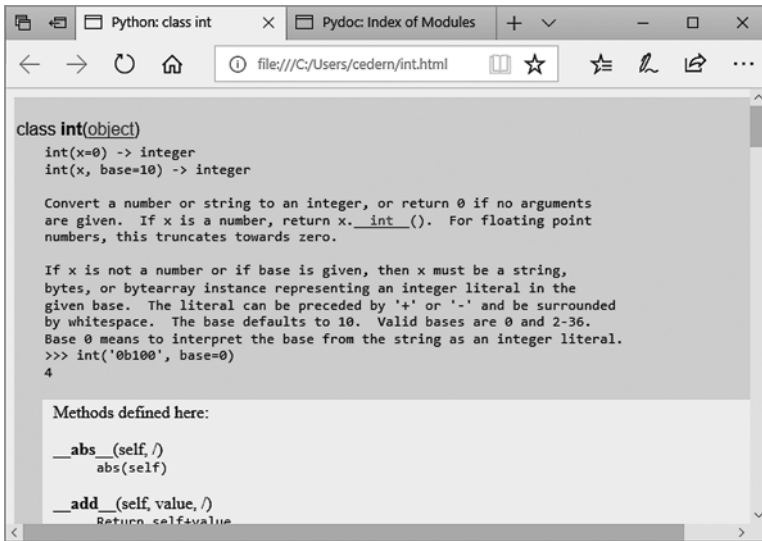 Python: class int
Pydoc: Index of Modules
file:///C:/Users/cedern/int.html
class int(object)
int(x=0) -> integer
int(x, base=10) -> integer
Convert a number or string to an integer, or return 0 if no arguments
are given.  If x is a number, return x.__int__().  For floating point
numbers, this truncates towards zero.
If x is not a number or if base is given, then x must be a string,
bytes, or bytearray instance representing an integer literal in the
given base.  The literal can be preceded by '+' or '-' and be surrounded
by whitespace.  The base defaults to 10.  Valid bases are 0 and 2-36.
Base 0 means to interpret the base from the string as an integer literal.
>>> int('0b100', base=0)
4
Methods defined here:
__abs__(self, /)
abs(self)
__add__(self, value, /)
Return self+value